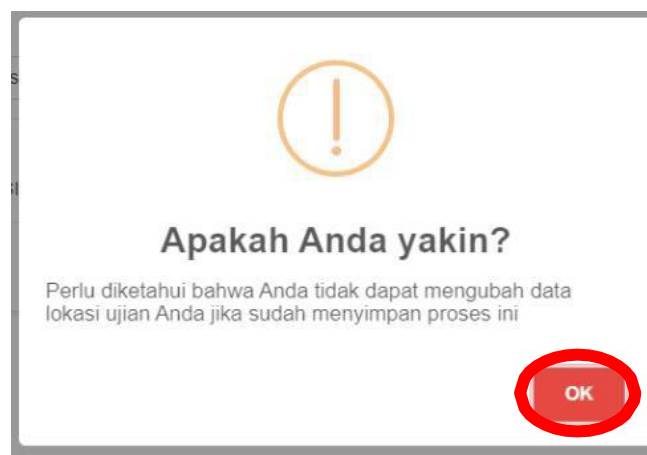 Apakah Anda yakin?
Perlu diketahui bahwa Anda tidak dapat mengubah data
lokasi ujian Anda jika sudah menyimpan proses ini
OK